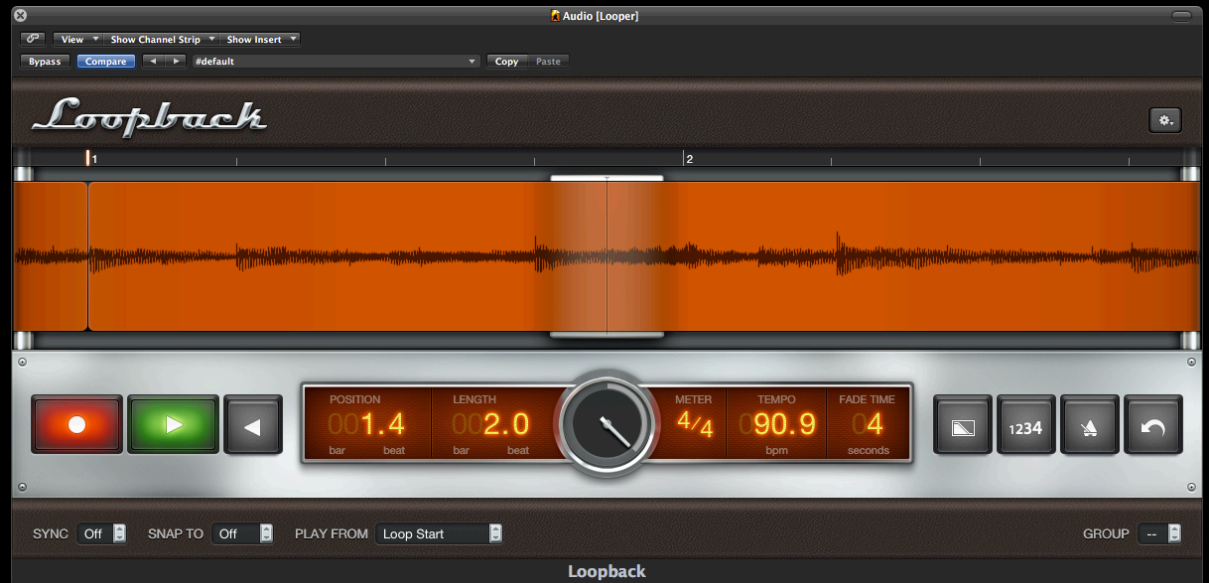 Audio [Looper]
View Show Channel Strip Show Insert
Bypass Compare #default Copy Paste
Loopback
1 2
POSITION LENGTH METER TEMPO FADE TIME
001.4 002.0 4/4 090.9 04
bar beat bar beat bpm seconds
1234
SYNC Off SNAP TO Off PLAY FROM Loop Start GROUP --
Loopback